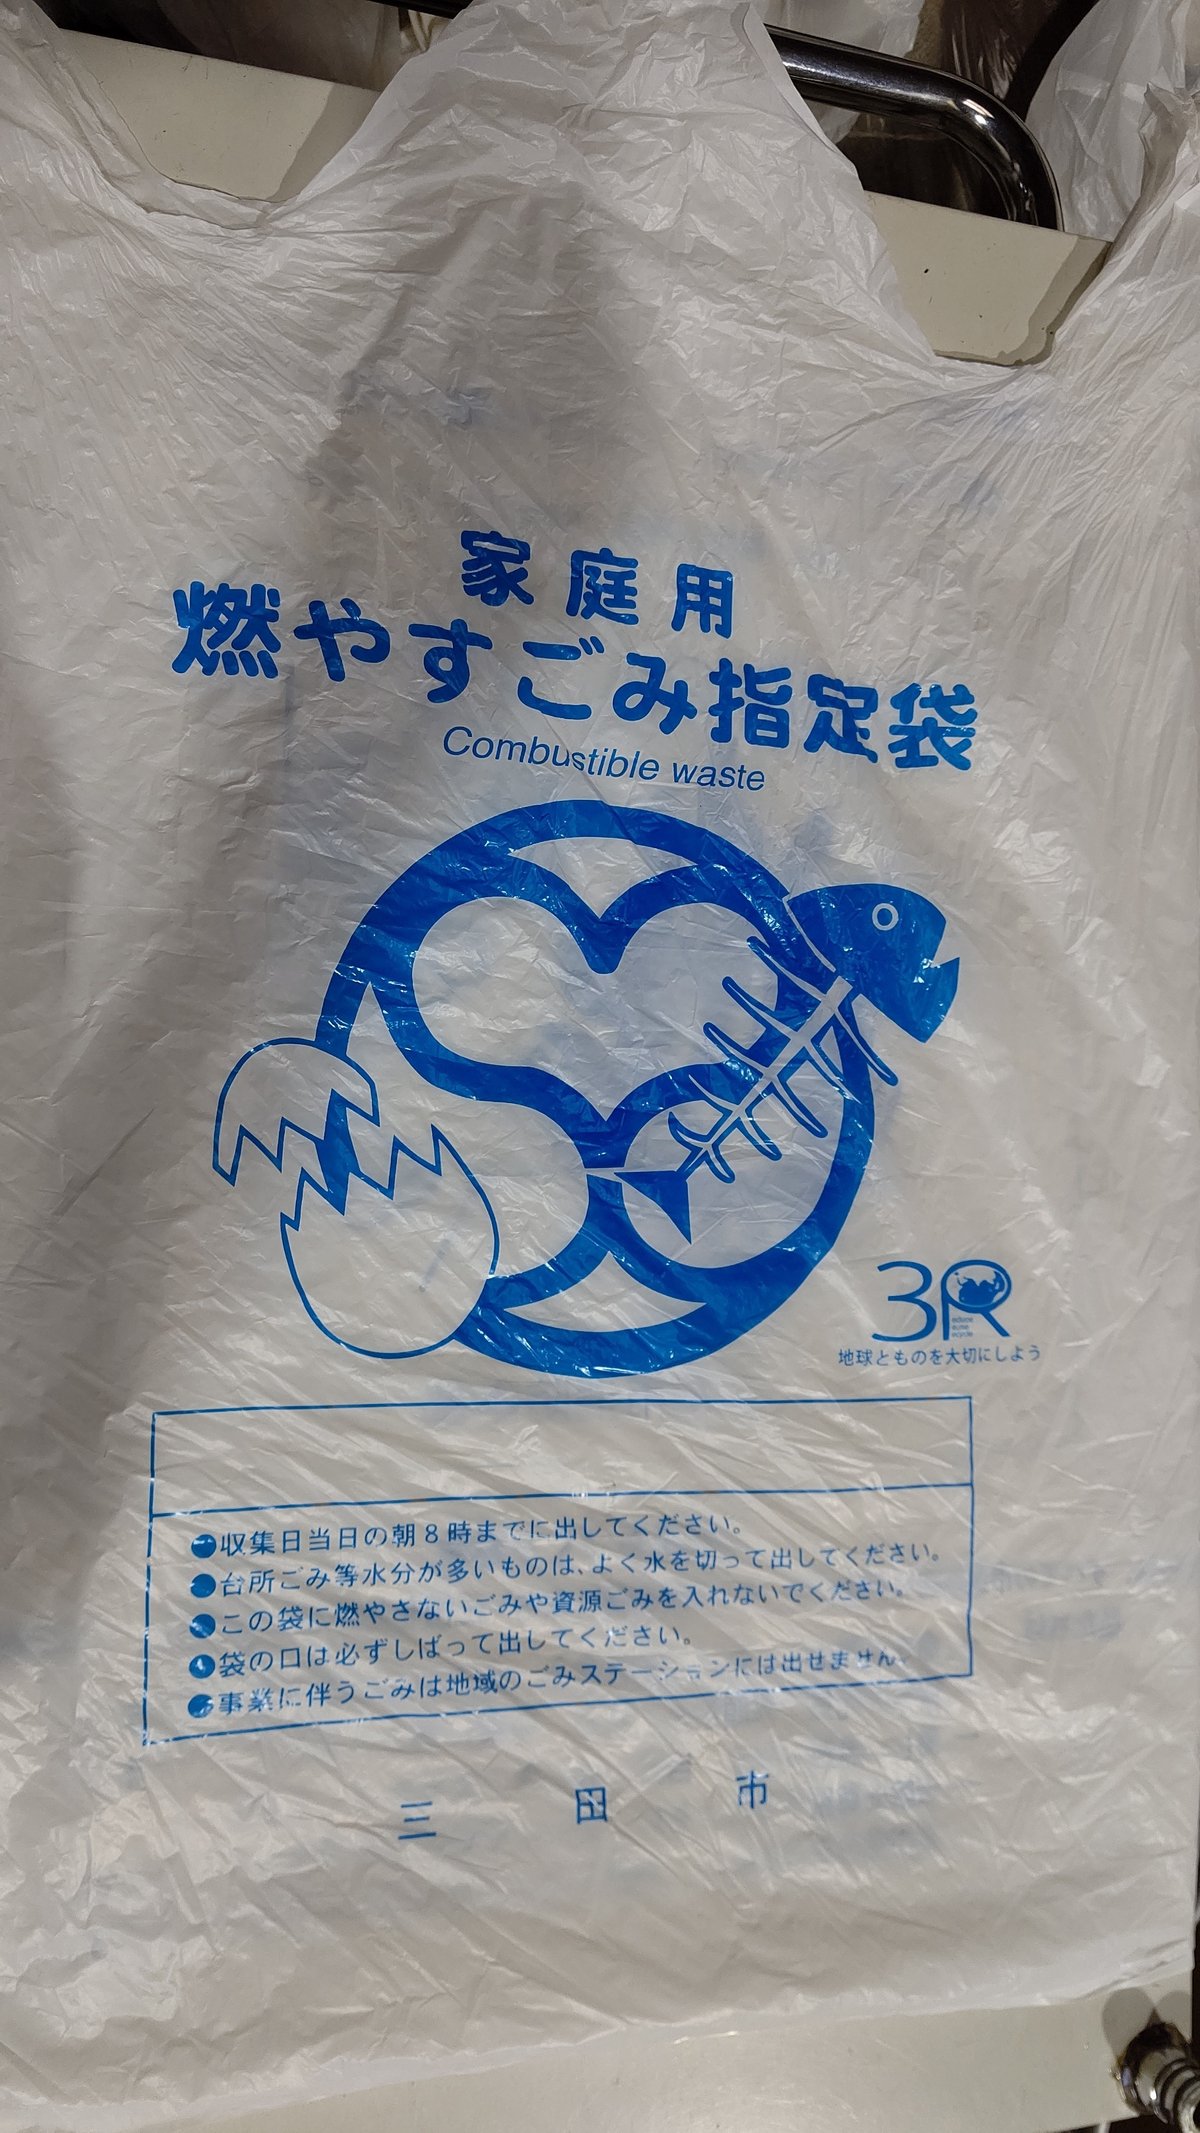 家庭用
燃やすごみ指定袋
Combustible waste
3R
educe
euse
ecycle
地球とものを大切にしよう
●収集日当日の朝8時までに出してください。
●台所ごみ等水分が多いものは、よく水を切って出してください。
●この袋に燃やさないごみや資源ごみを入れないでください。
●袋の口は必ずしばって出してください。
●事業に伴うごみは地域のごみステーションには出せません。
三田市